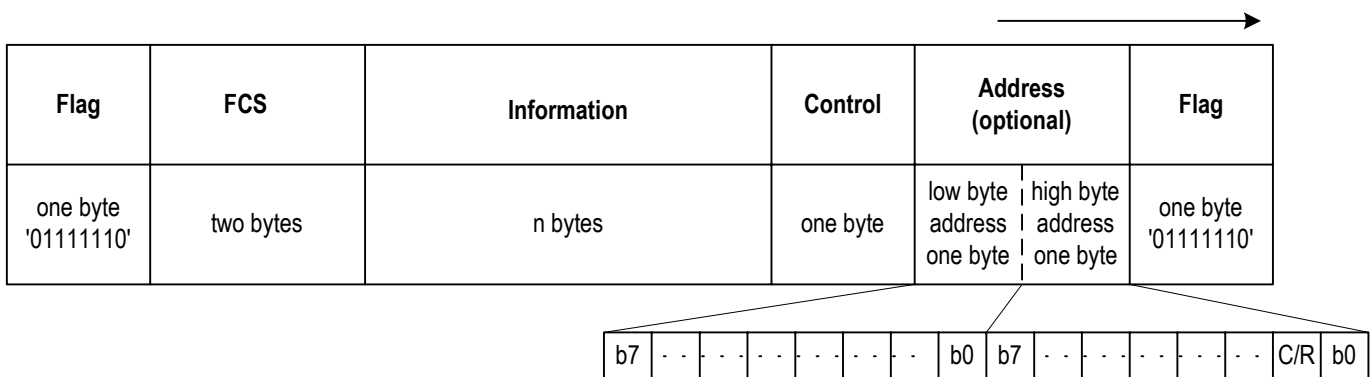 Flag
FCS
Information
Control
Address
(optional)
Flag
one byte
'01111110'
two bytes
n bytes
one byte
low byte
address
one byte
high byte
address
one byte
one byte
'01111110'
b7 b0 b7 C/R b0